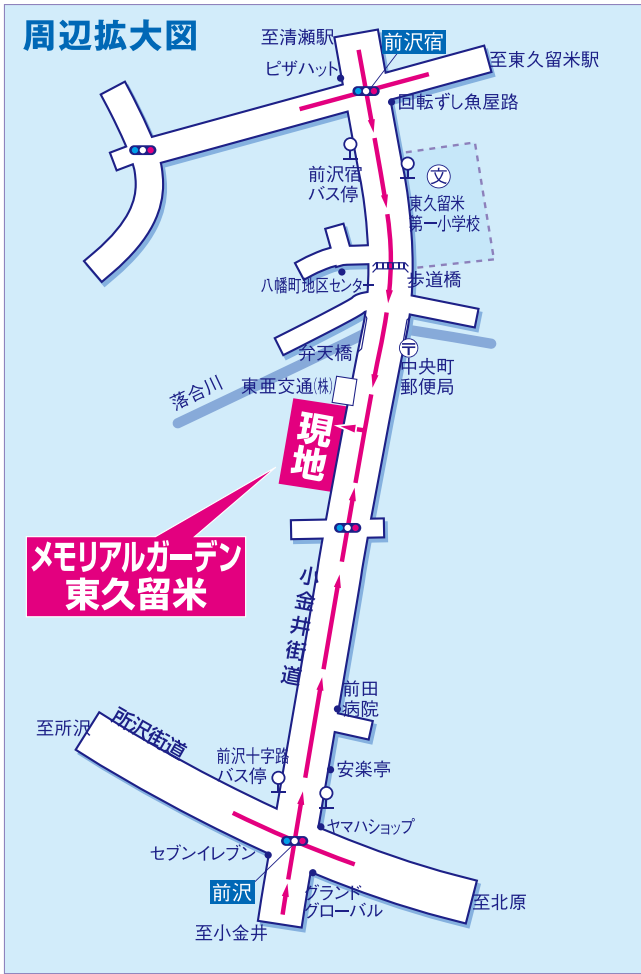 周辺拡大図
至清瀬駅
前沢宿
至東久留米駅
ピザハット
回転ずし魚屋路
前沢宿
バス停
文
東久留米
第一小学校
歩道橋
八幡町地区センター
弁天橋
〒
中央町
郵便局
落合川
東亜交通㈱
現地
メモリアルガーデン
東久留米
小金井街道
前田
病院
至所沢
所沢街道
前沢十字路
バス停
安楽亭
ヤマハショップ
セブンイレブン
前沢
グランド
グローバル
至北原
至小金井